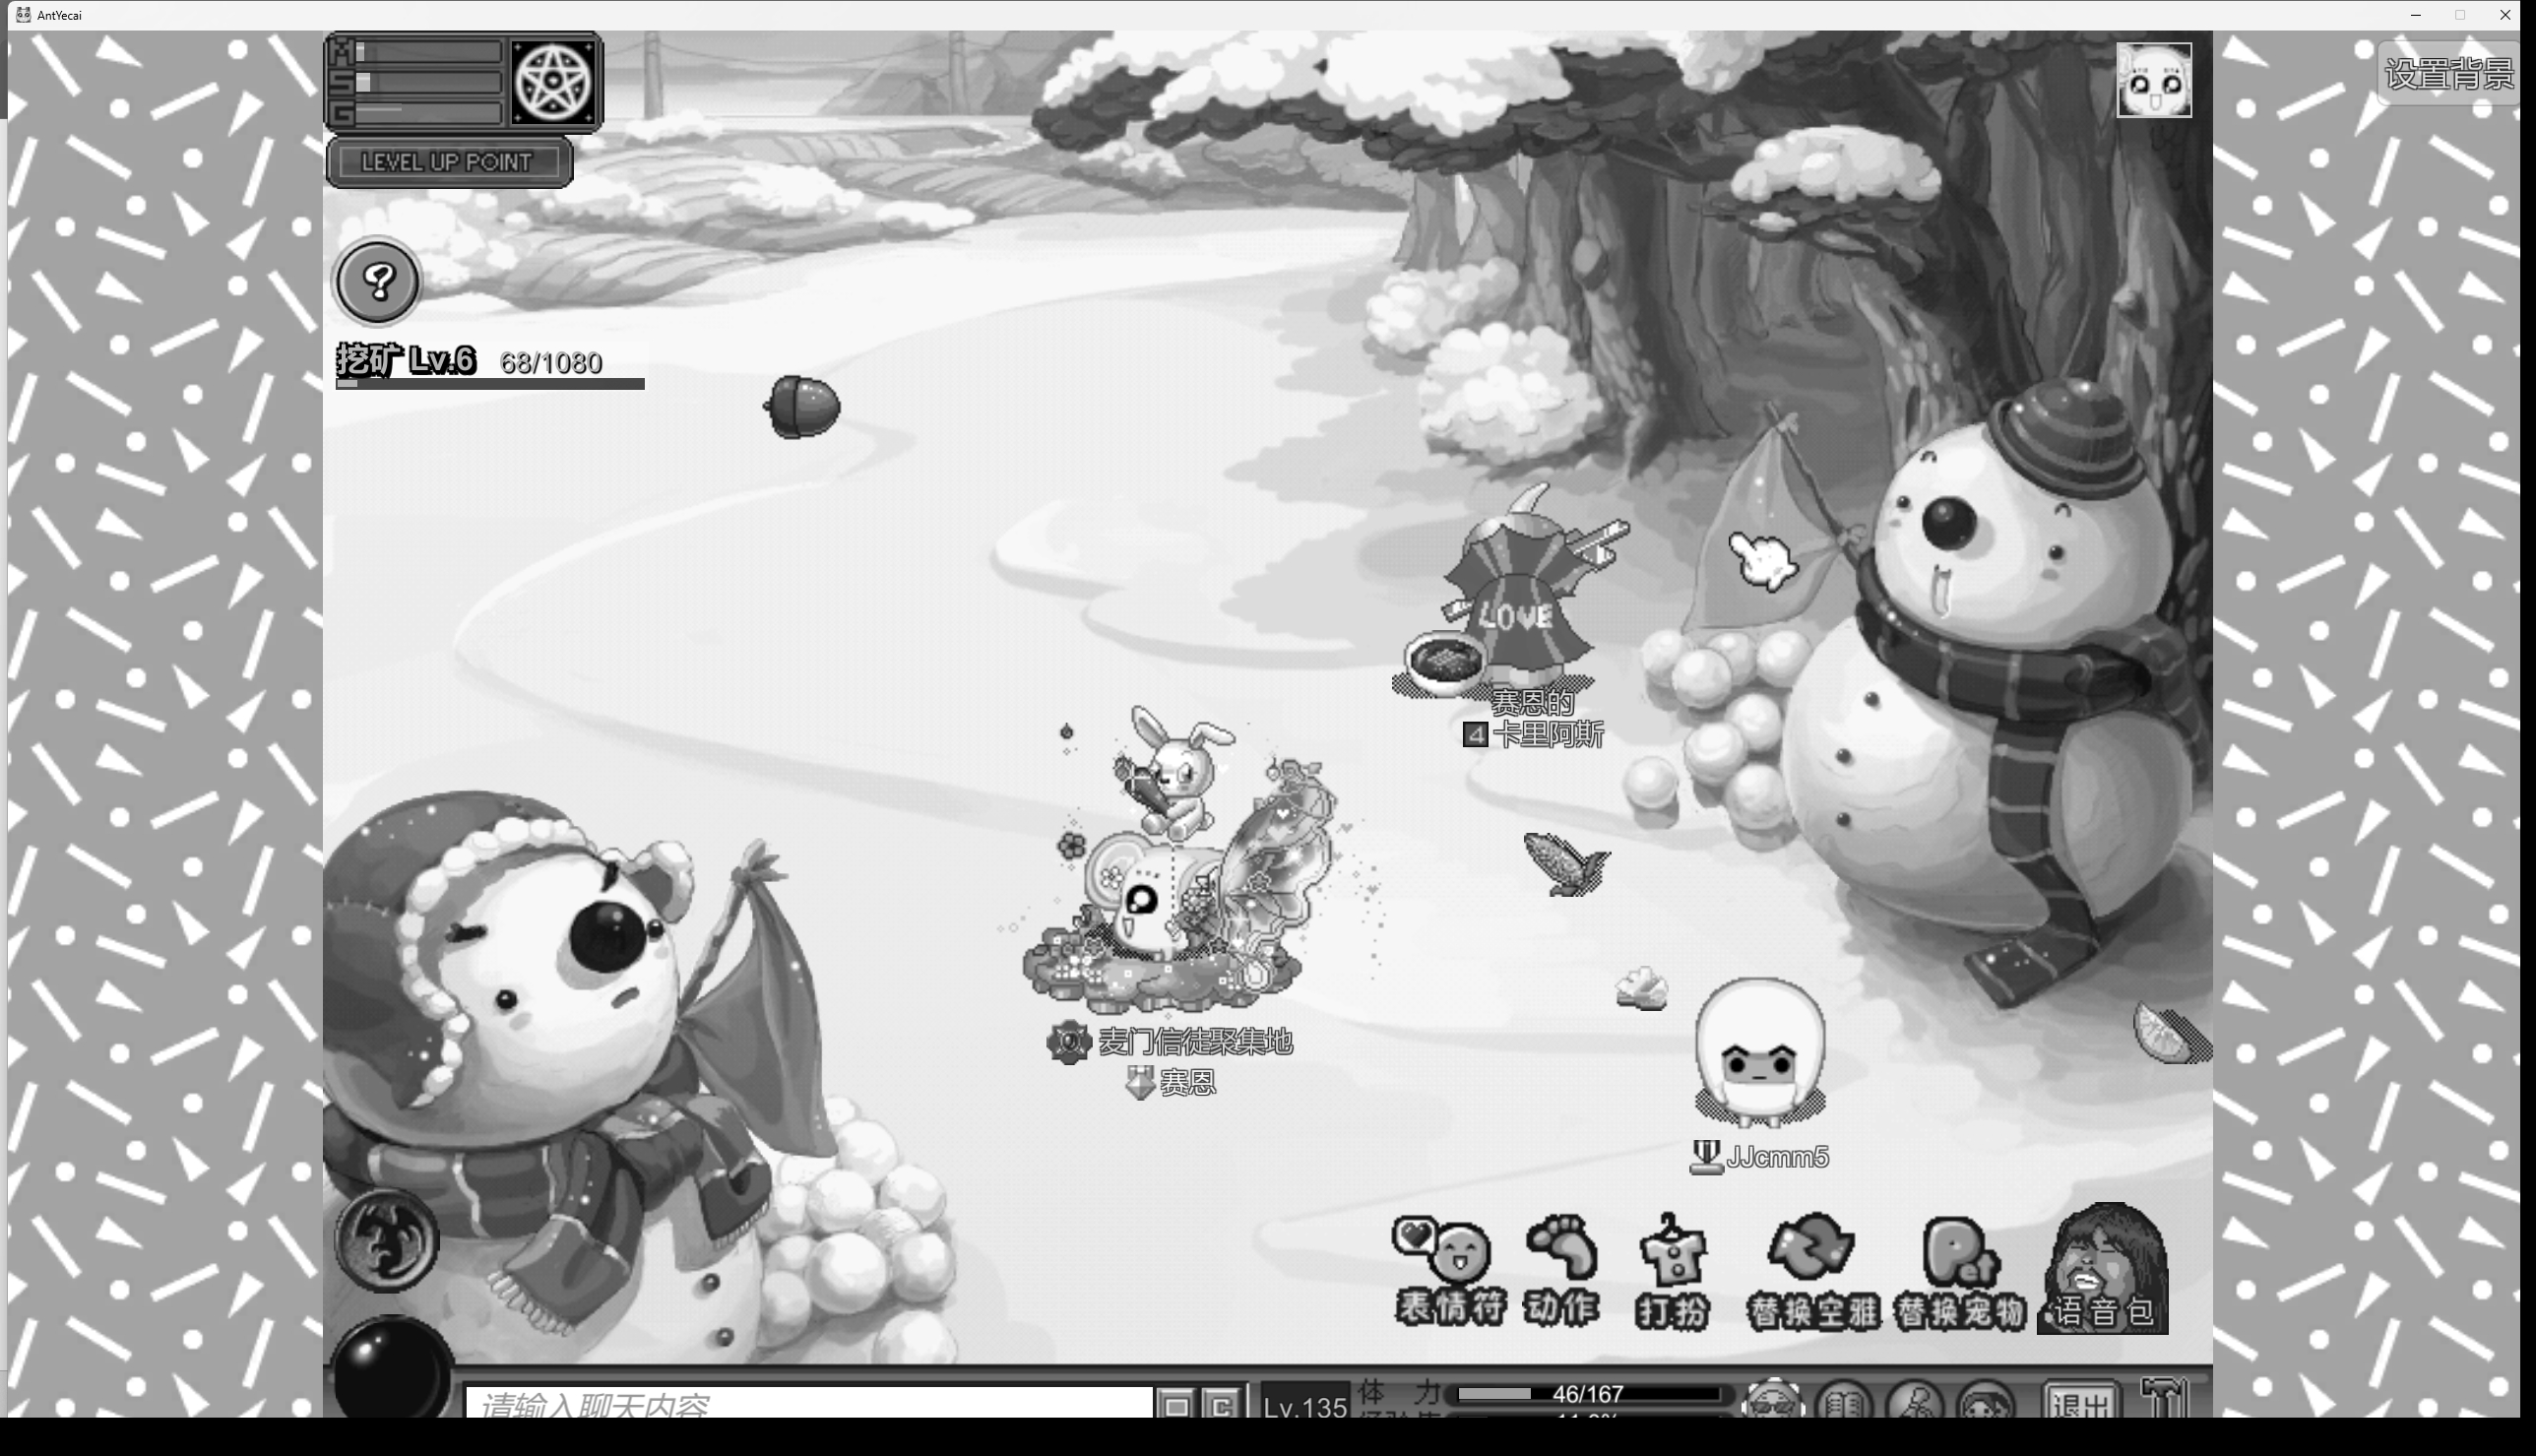 AntYecai
设置背景
M
S
G
LEVEL UP POINT
?
挖矿 Lv.6 68/1080
LOVE
赛恩的
4 卡里阿斯
麦门信徒聚集地
赛恩
JJcmm5
表情符 动作 打扮 替换空雅 替换宠物 语音包
Pet
请输入聊天内容
C
Lv.135
体 力 46/167
退出